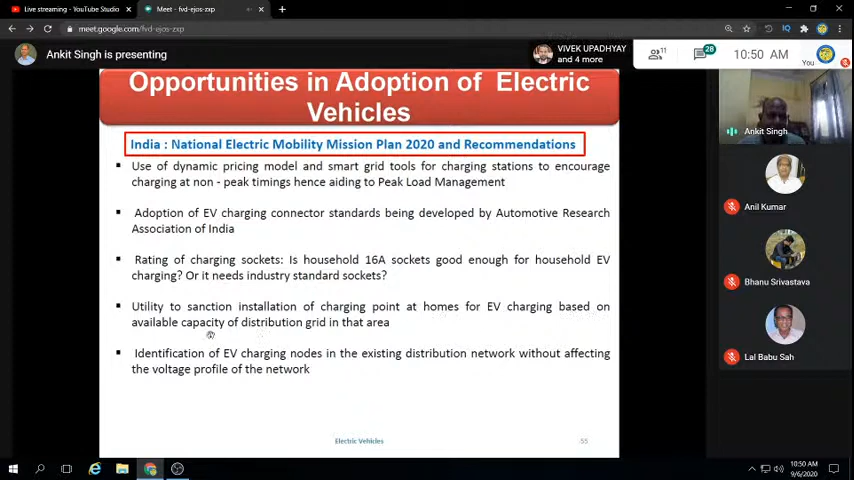 Live streaming - YouTube Studio
Meet - fvd-ejos-zxp
meet.google.com/fvd-ejos-zxp
Ankit Singh is presenting
VIVEK UPADHYAY
and 4 more
11
28
10:50 AM
You
Opportunities in Adoption of Electric
Vehicles
India : National Electric Mobility Mission Plan 2020 and Recommendations
Use of dynamic pricing model and smart grid tools for charging stations to encourage
charging at non - peak timings hence aiding to Peak Load Management
Adoption of EV charging connector standards being developed by Automotive Research
Association of India
Rating of charging sockets: Is household 16A sockets good enough for household EV
charging? Or it needs industry standard sockets?
Utility to sanction installation of charging point at homes for EV charging based on
available capacity of distribution grid in that area
Identification of EV charging nodes in the existing distribution network without affecting
the voltage profile of the network
Electric Vehicles
55
Ankit Singh
Anil Kumar
Bhanu Srivastava
Lal Babu Sah
10:50 AM
9/6/2020